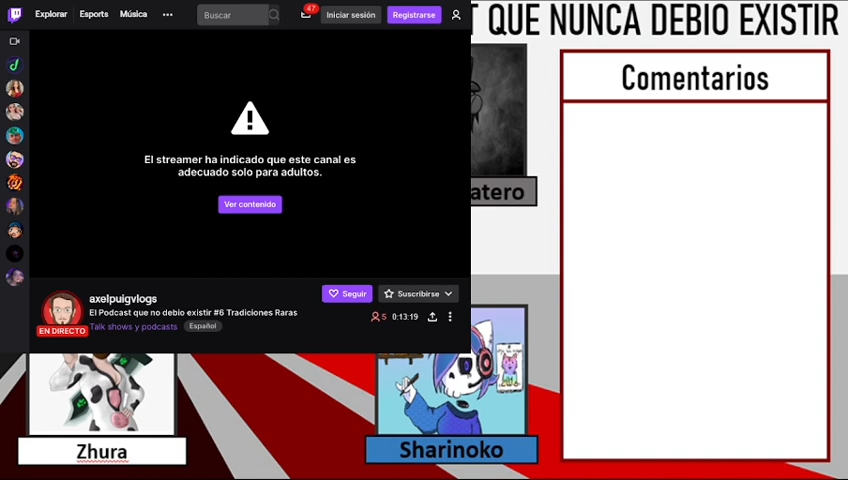 Explorar Esports Música
Buscar
47
Iniciar sesión
Registrarse
QUE NUNCA DEBIO EXISTIR
Comentarios
El streamer ha indicado que este canal es
adecuado solo para adultos.
Ver contenido
atero
axelpuigvlogs
Seguir
Suscribirse
El Podcast que no debio existir #6 Tradiciones Raras
Talk shows y podcasts
Español
5
0:13:19
EN DIRECTO
Zhura
Sharinoko